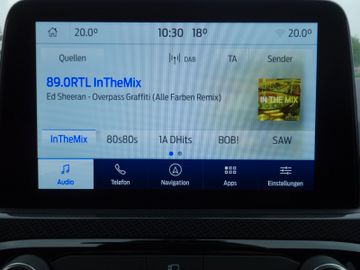 20.0° 10:30 18° 20.0°
Quellen DAB TA Sender
89.0RTL InTheMix
Ed Sheeran - Overpass Graffiti (Alle Farben Remix)
IN THE MIX
InTheMix 80s80s 1A DHits BOB! SAW
Audio Telefon Navigation Apps Einstellungen